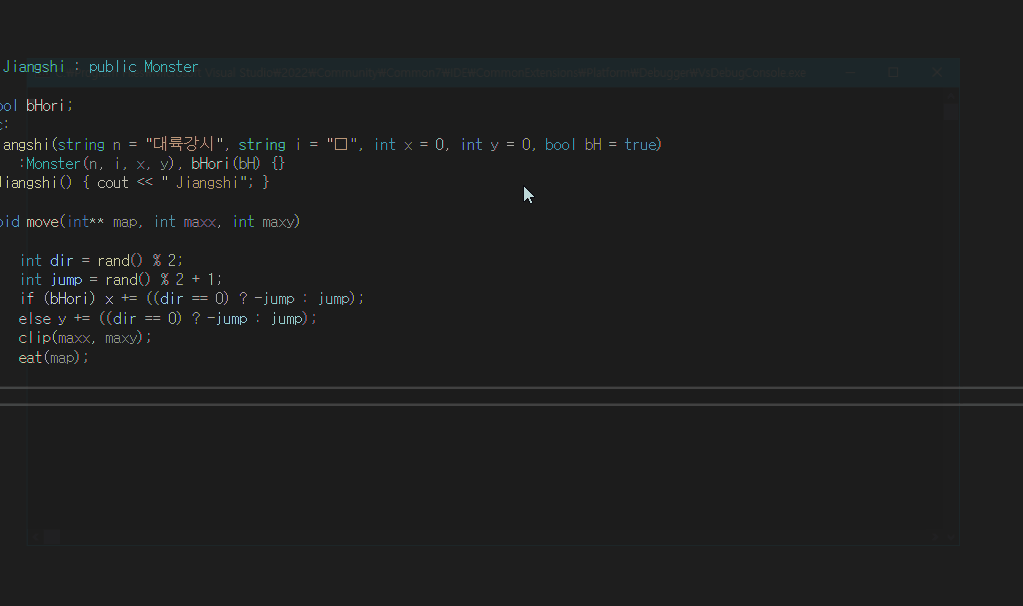 Jiangshi : public Monster
ool bHori;
c:
angshi(string n = "대륙강시", string i = "□", int x = 0, int y = 0, bool bH = true)
:Monster(n, i, x, y), bHori(bH) {}
Jiangshi() { cout << " Jiangshi"; }
oid move(int** map, int maxx, int maxy)
int dir = rand() % 2;
int jump = rand() % 2 + 1;
if (bHori) x += ((dir == 0) ? -jump : jump);
else y += ((dir == 0) ? -jump : jump);
clip(maxx, maxy);
eat(map);